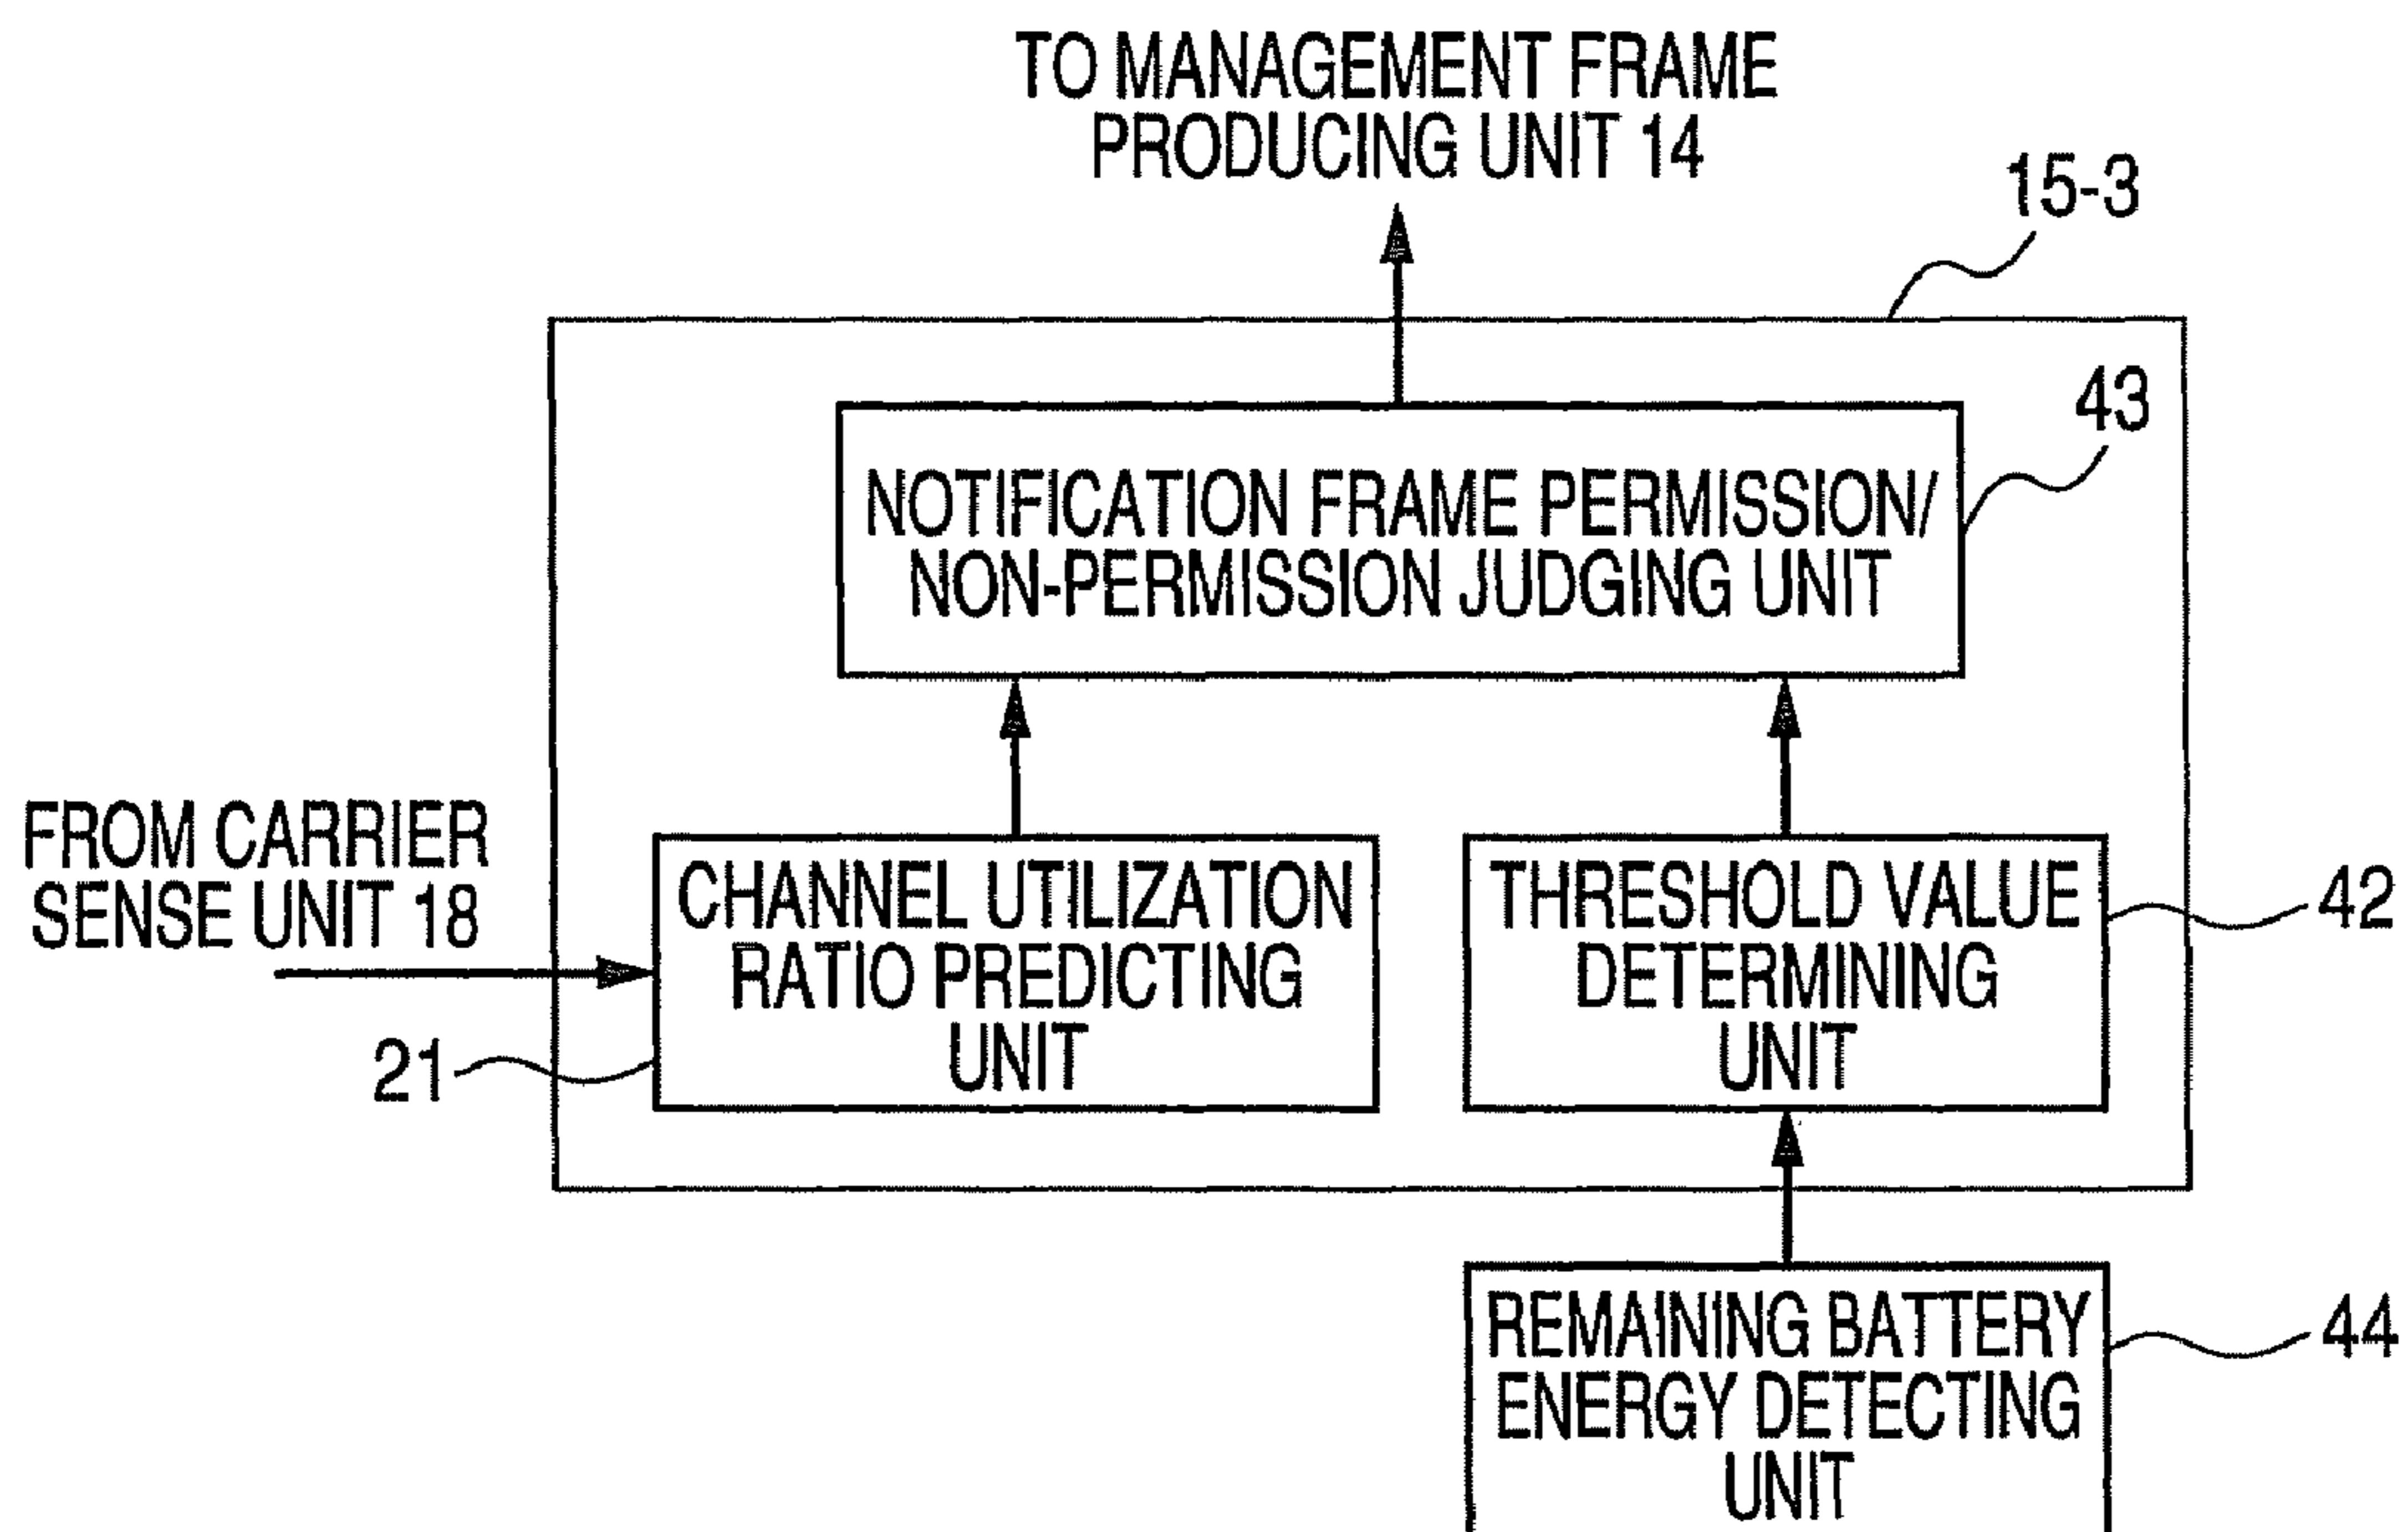 TO MANAGEMENT FRAME
PRODUCING UNIT 14
15-3
43
NOTIFICATION FRAME PERMISSION/
NON-PERMISSION JUDGING UNIT
FROM CARRIER
SENSE UNIT 18
CHANNEL UTILIZATION
RATIO PREDICTING
UNIT
21
THRESHOLD VALUE
DETERMINING
UNIT
42
REMAINING BATTERY
ENERGY DETECTING
UNIT
44